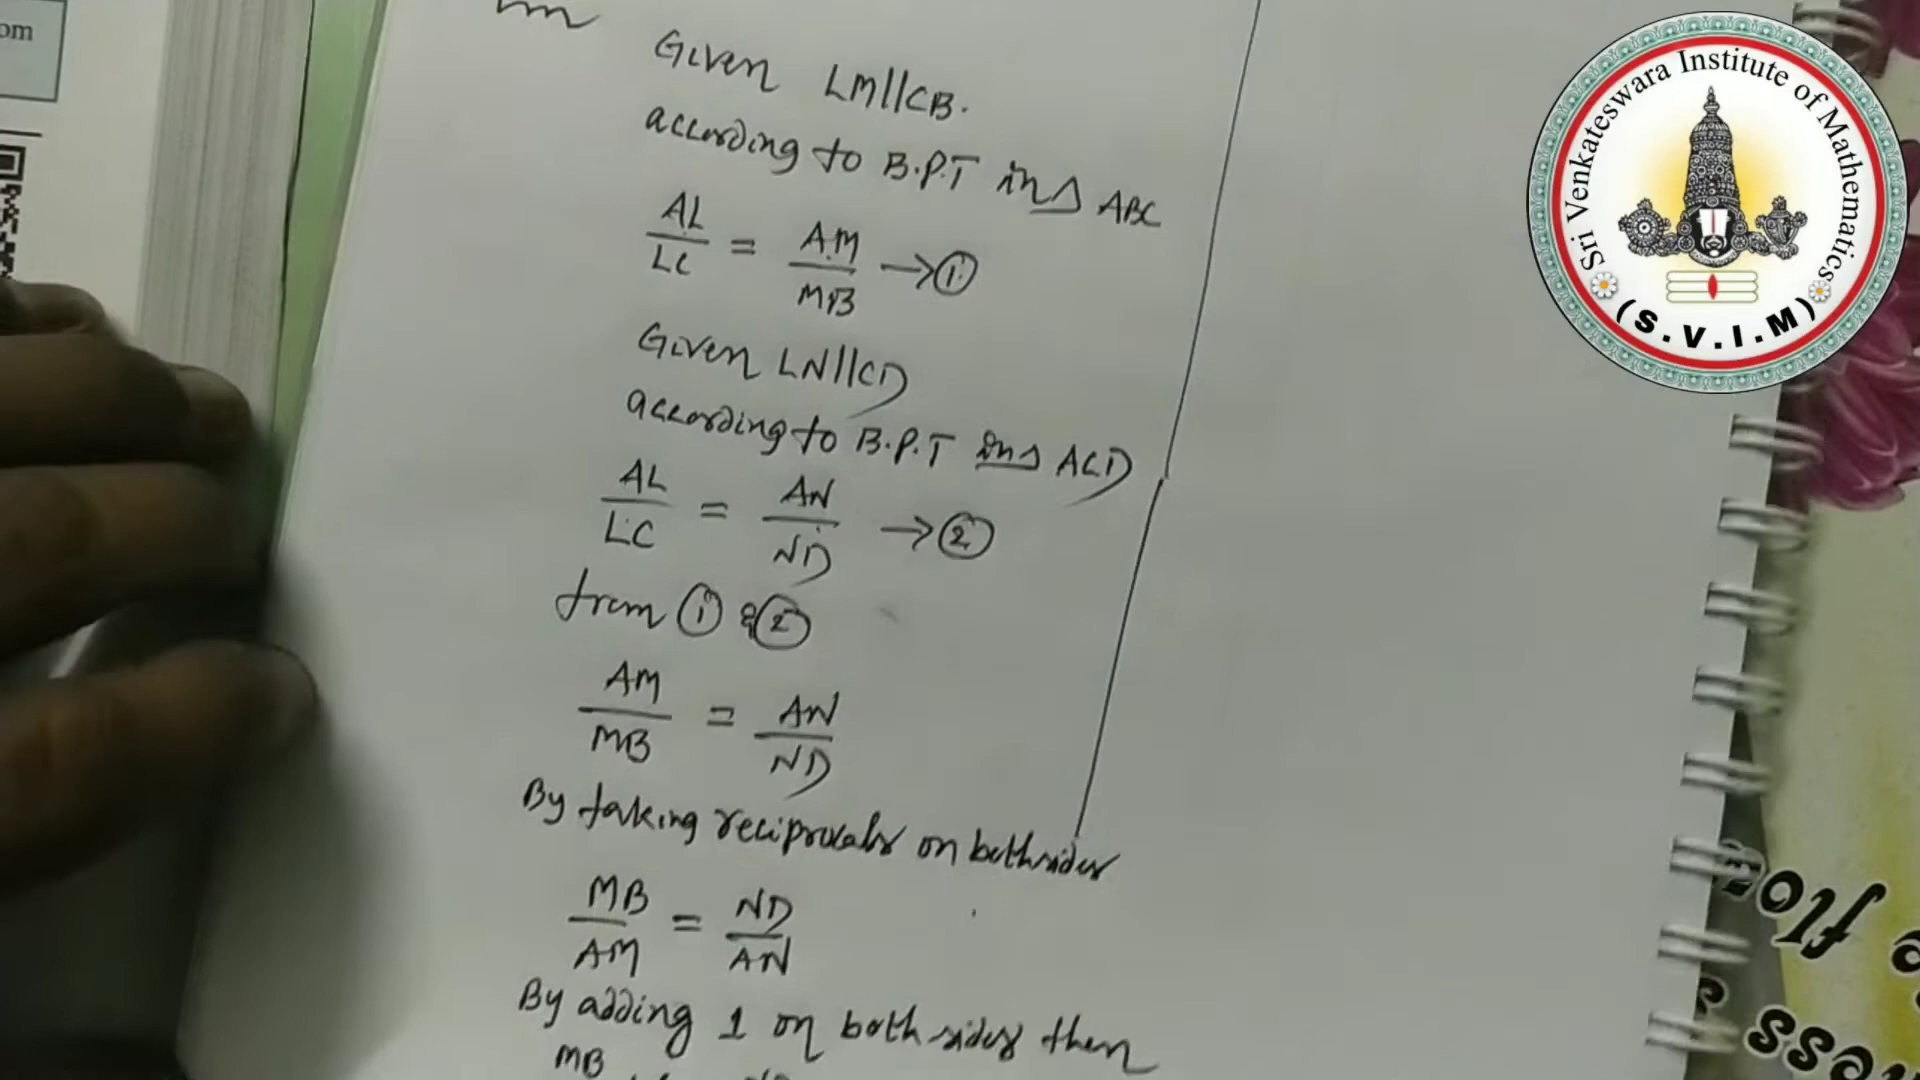 om
Given LM||CB.
according to B.P.T in △ ABC
AL/LC = AM/MB → ①
Given LN||CD
according to B.P.T in △ ACD
AL/LC = AN/ND → ②
from ① & ②
AM/MB = AN/ND
By taking reciprocals on both sides
MB/AM = ND/AN
By adding 1 on both sides then
MB
Sri Venkateswara Institute of Mathematics
(S.V.I.M)